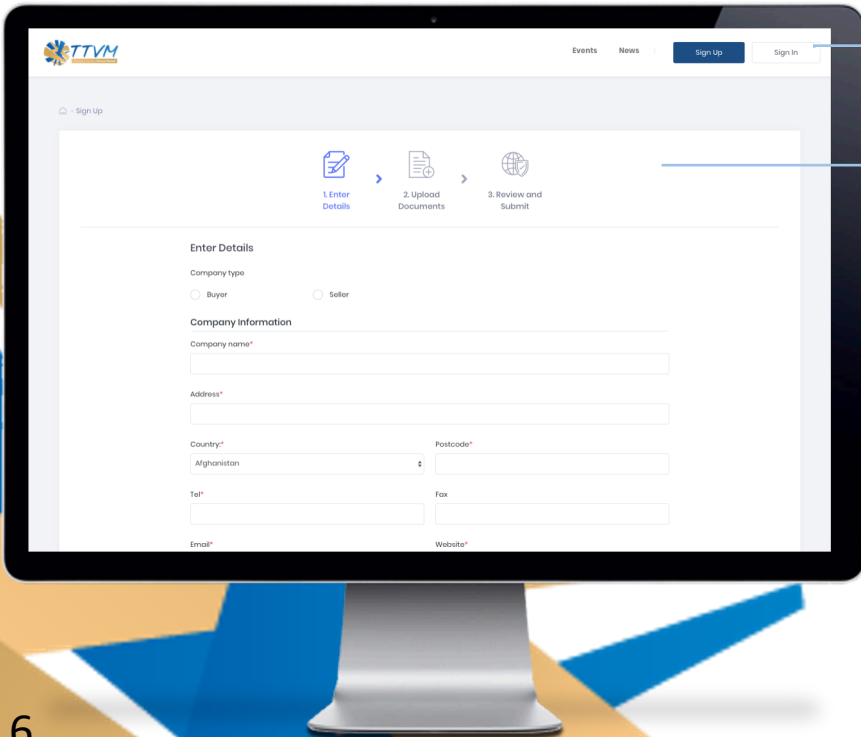 TTVM
Events News Sign Up Sign In
- Sign Up
1. Enter
Details
2. Upload
Documents
3. Review and
Submit
Enter Details
Company type
Buyer Seller
Company Information
Company name*
Address*
Country:* Postcode*
Afghanistan
Tel* Fax
Email* Website*
6